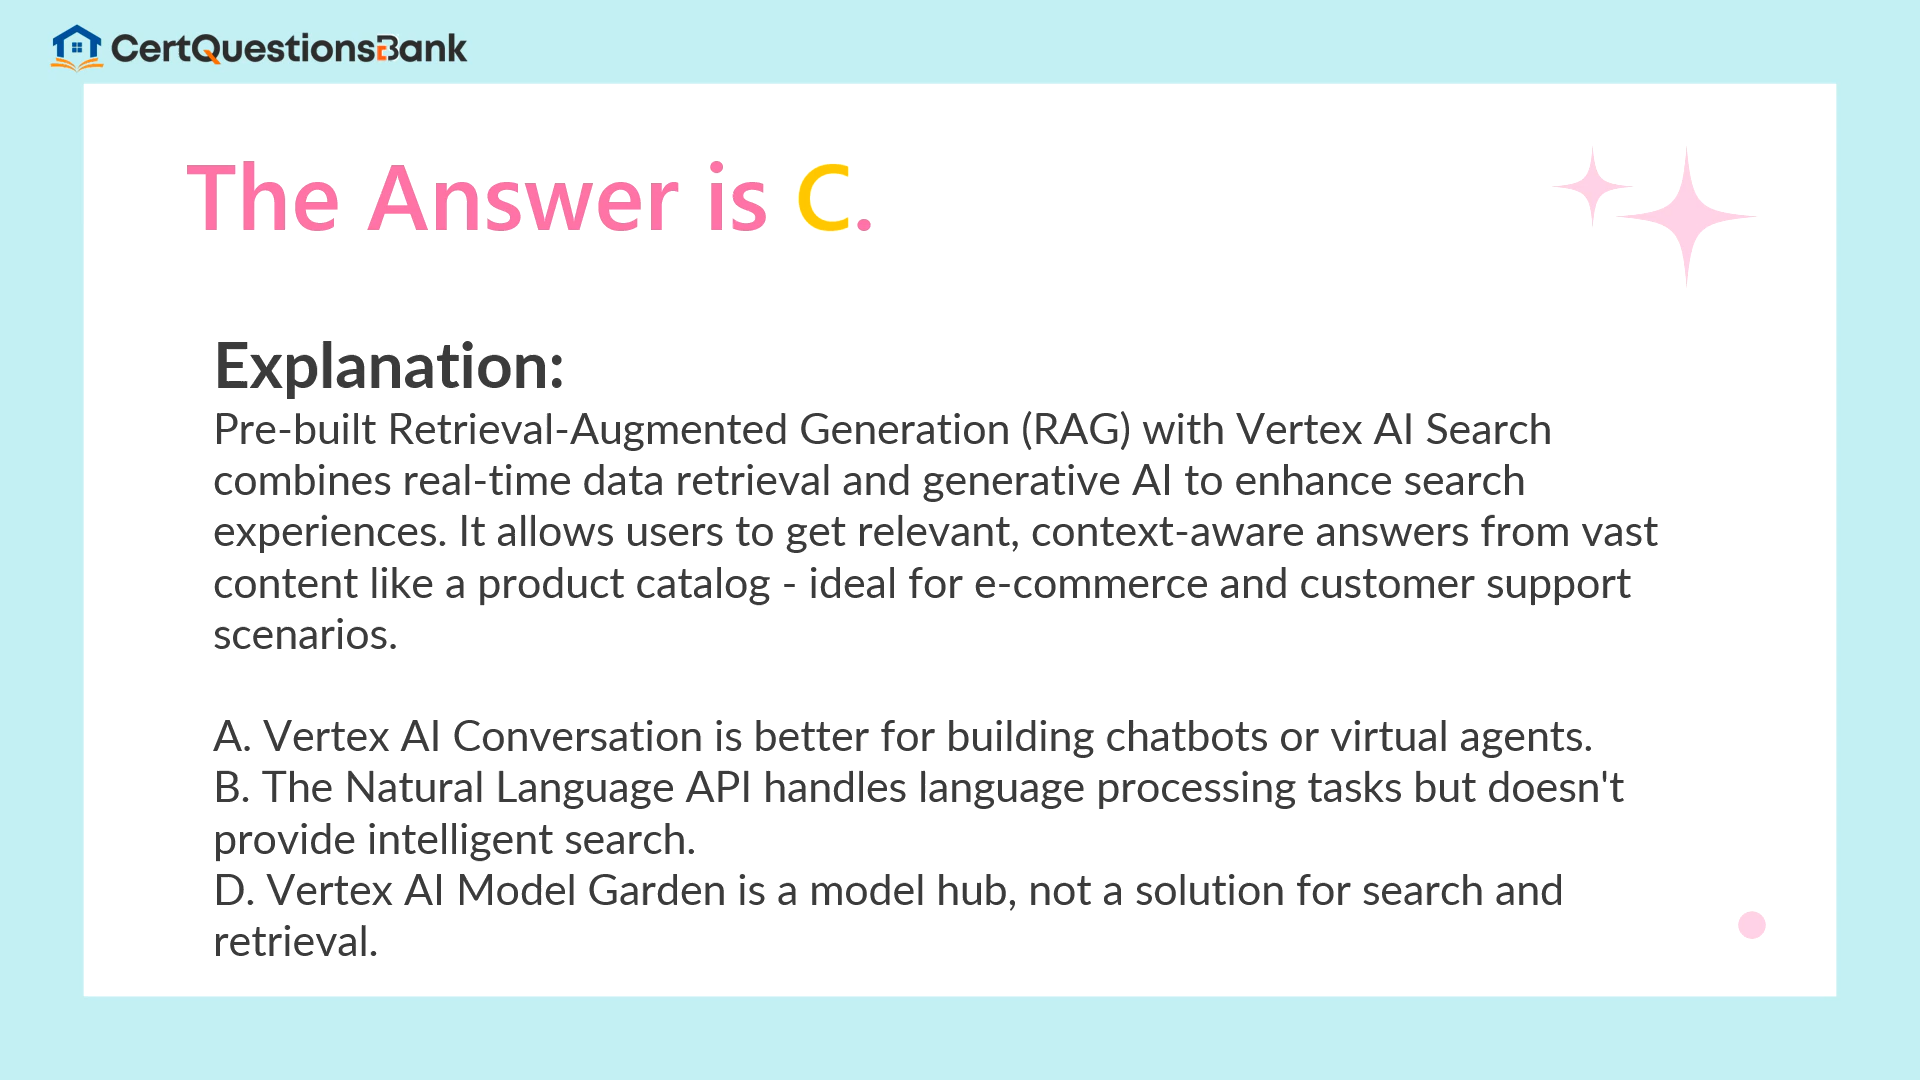 CertQuestionsBank
The Answer is C.
Explanation:
Pre-built Retrieval-Augmented Generation (RAG) with Vertex AI Search
combines real-time data retrieval and generative AI to enhance search
experiences. It allows users to get relevant, context-aware answers from vast
content like a product catalog - ideal for e-commerce and customer support
scenarios.
A. Vertex AI Conversation is better for building chatbots or virtual agents.
B. The Natural Language API handles language processing tasks but doesn't
provide intelligent search.
D. Vertex AI Model Garden is a model hub, not a solution for search and
retrieval.